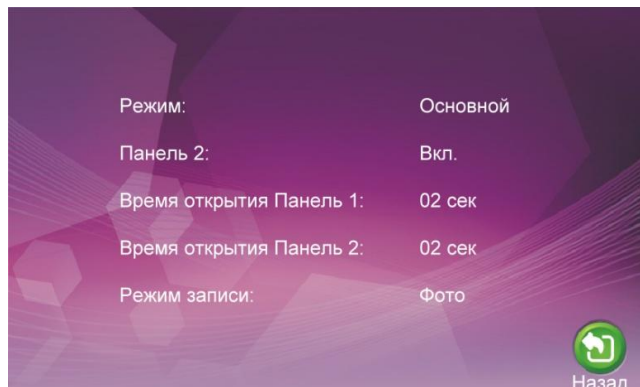 Режим: Основной
Панель 2: Вкл.
Время открытия Панель 1: 02 сек
Время открытия Панель 2: 02 сек
Режим записи: Фото
Назад